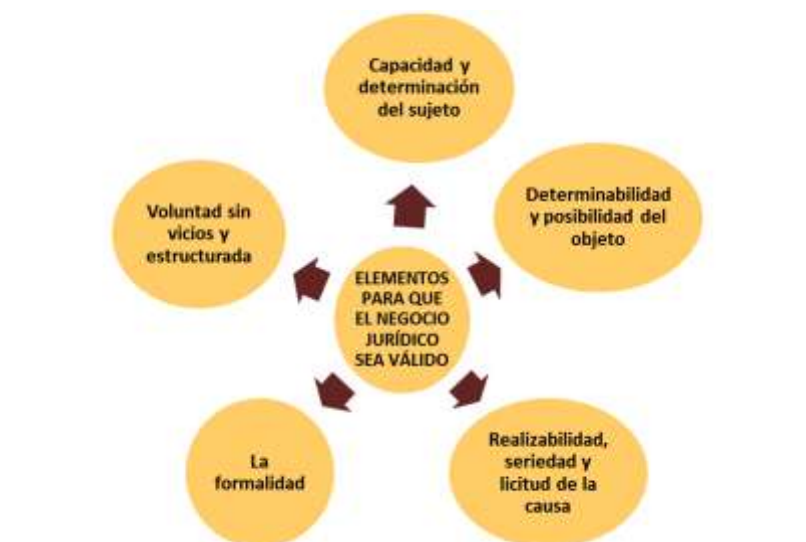 Capacidad y
determinación
del sujeto
Determinabilidad
y posibilidad del
objeto
Voluntad sin
vicios y
estructurada
ELEMENTOS
PARA QUE
EL NEGOCIO
JURÍDICO
SEA VÁLIDO
La
formalidad
Realizabilidad,
seriedad y
licitud de la
causa